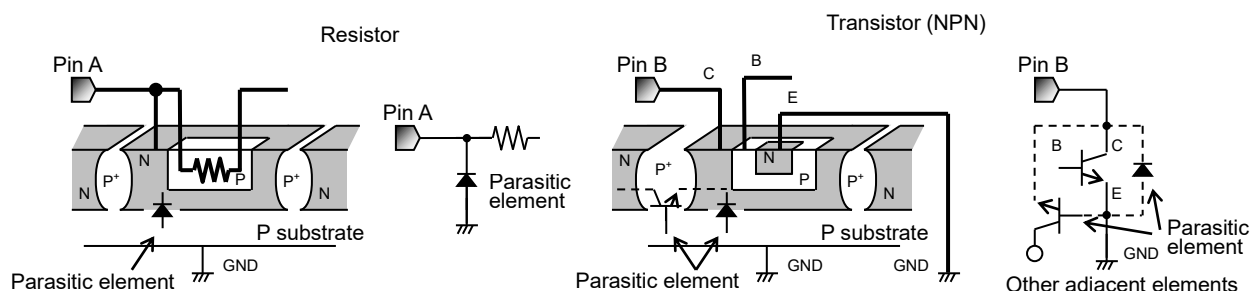 Resistor
Pin A
N
N
P⁺
P
P⁺
N
Parasitic element
P substrate
GND
Pin A
Parasitic
element
Transistor (NPN)
Pin B
C
B
E
N
P⁺
N
N
P
P⁺
N
P substrate
Parasitic element
GND
GND
Pin B
B
C
E
GND
Parasitic
element
Other adjacent elements